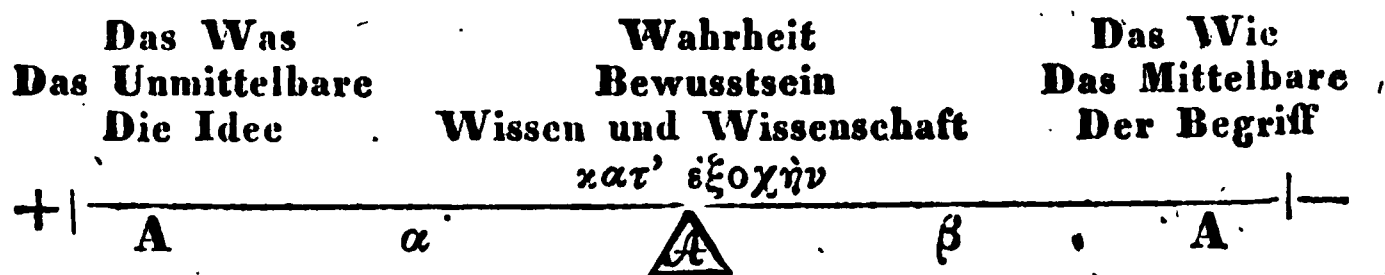 Das Was Wahrheit Das Wie
Das Unmittelbare Bewusstsein Das Mittelbare
Die Idee Wissen und Wissenschaft Der Begriff
κατ’ ἐξοχὴν
+| |—
A α A β A